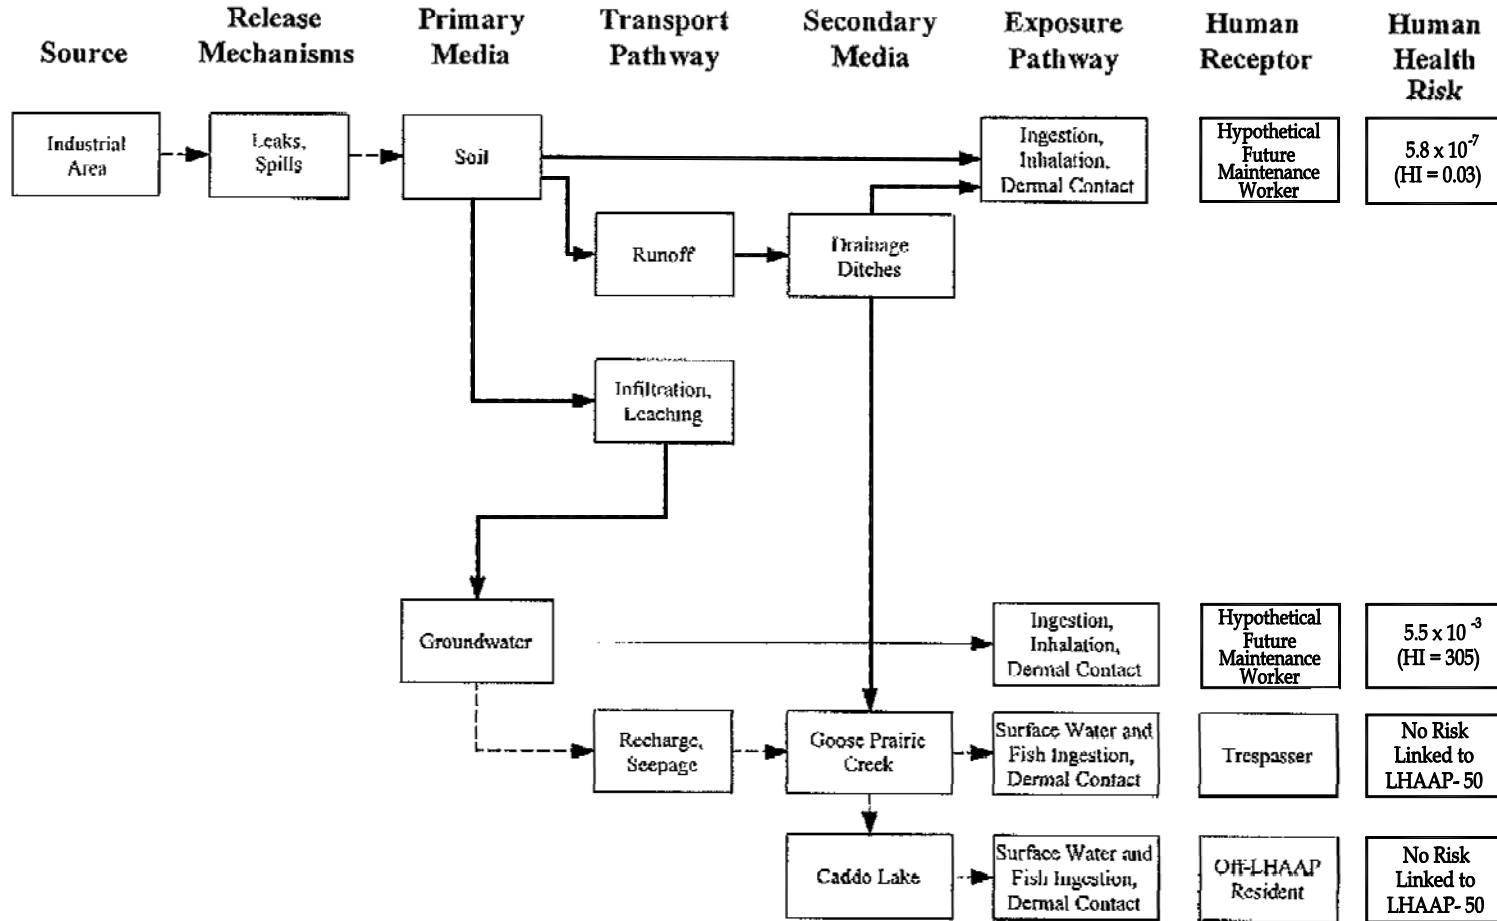 Source
Release
Mechanisms
Primary
Media
Transport
Pathway
Secondary
Media
Exposure
Pathway
Human
Receptor
Human
Health
Risk
Industrial
Area
Leaks,
Spills
Soil
Ingestion,
Inhalation,
Dermal Contact
Hypothetical
Future
Maintenance
Worker
5.8 x 10⁻⁷
(HI = 0.03)
Runoff
Drainage
Ditches
Infiltration,
Leaching
Groundwater
Ingestion,
Inhalation,
Dermal Contact
Hypothetical
Future
Maintenance
Worker
5.5 x 10 ⁻³
(HI = 305)
Recharge,
Seepage
Goose Prairie
Creek
Surface Water and
Fish Ingestion,
Dermal Contact
Trespasser
No Risk
Linked to
LHAAP- 50
Caddo Lake
Surface Water and
Fish Ingestion,
Dermal Contact
Off-LHAAP
Resident
No Risk
Linked to
LHAAP- 50